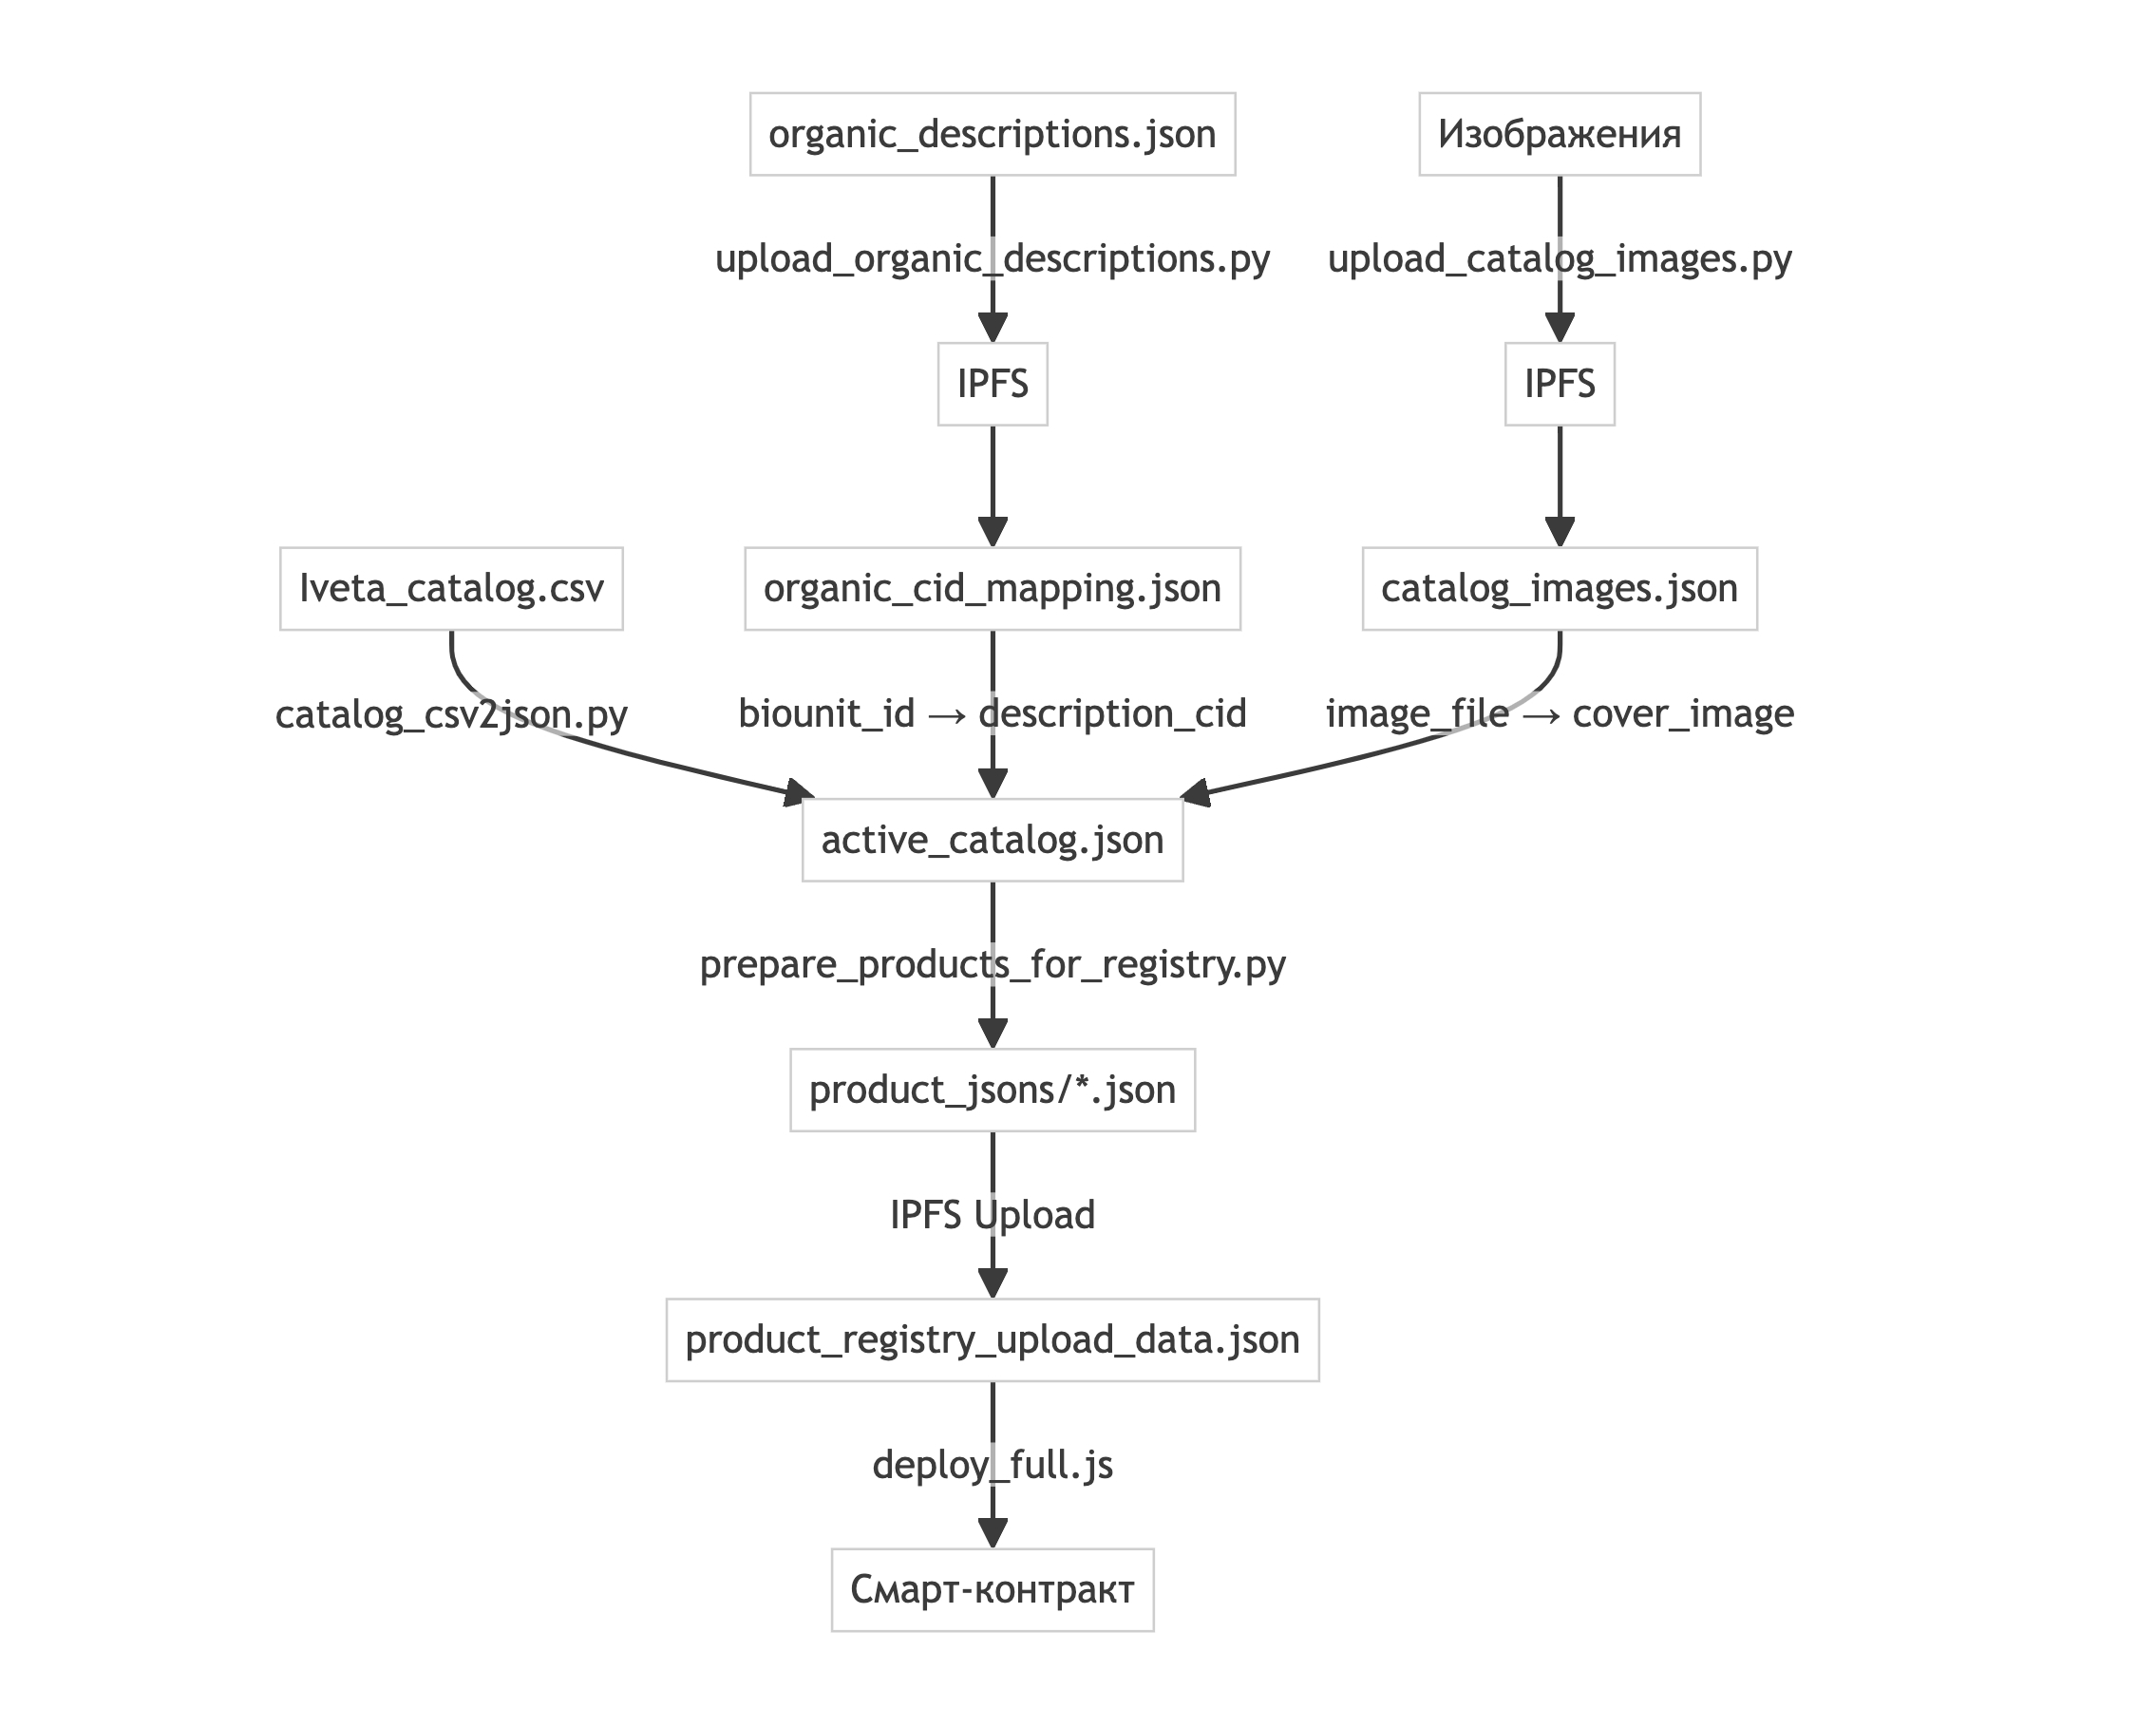 organic_descriptions.json
Изображения
upload_organic_descriptions.py
upload_catalog_images.py
IPFS
IPFS
Iveta_catalog.csv
organic_cid_mapping.json
catalog_images.json
catalog_csv2json.py
biounit_id → description_cid
image_file → cover_image
active_catalog.json
prepare_products_for_registry.py
product_jsons/*.json
IPFS Upload
product_registry_upload_data.json
deploy_full.js
Смарт-контракт